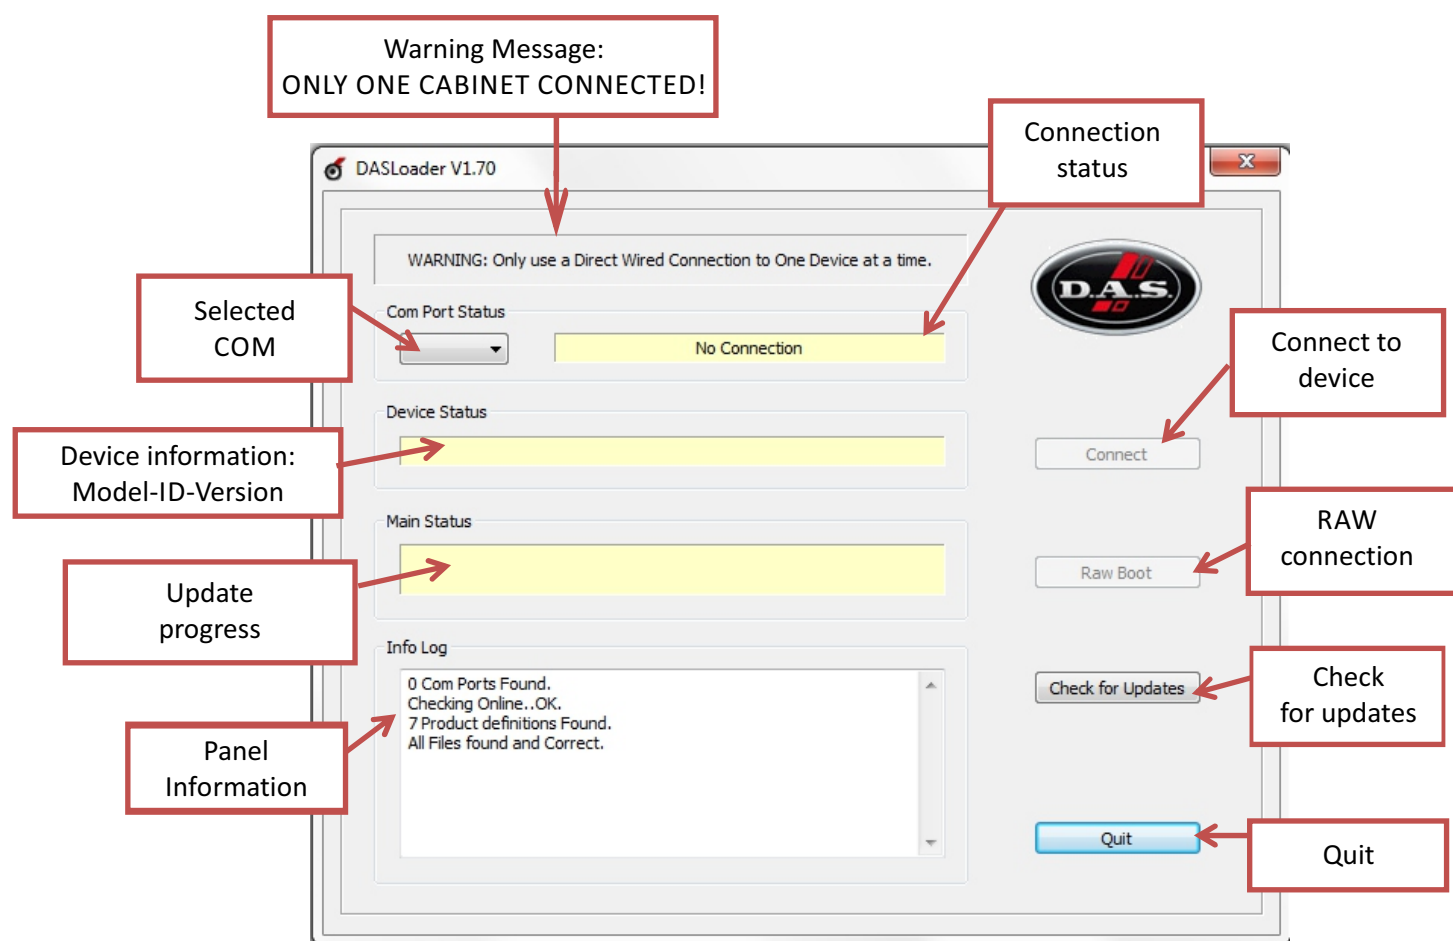 Warning Message:
ONLY ONE CABINET CONNECTED!
Connection
status
DASLoader V1.70
WARNING: Only use a Direct Wired Connection to One Device at a time.
D.A.S.
Selected
COM
Com Port Status
No Connection
Connect to
device
Device Status
Device information:
Model-ID-Version
Connect
Main Status
RAW
connection
Raw Boot
Update
progress
Info Log
0 Com Ports Found.
Checking Online..OK.
7 Product definitions Found.
All Files found and Correct.
Check for Updates
Check
for updates
Panel
Information
Quit
Quit